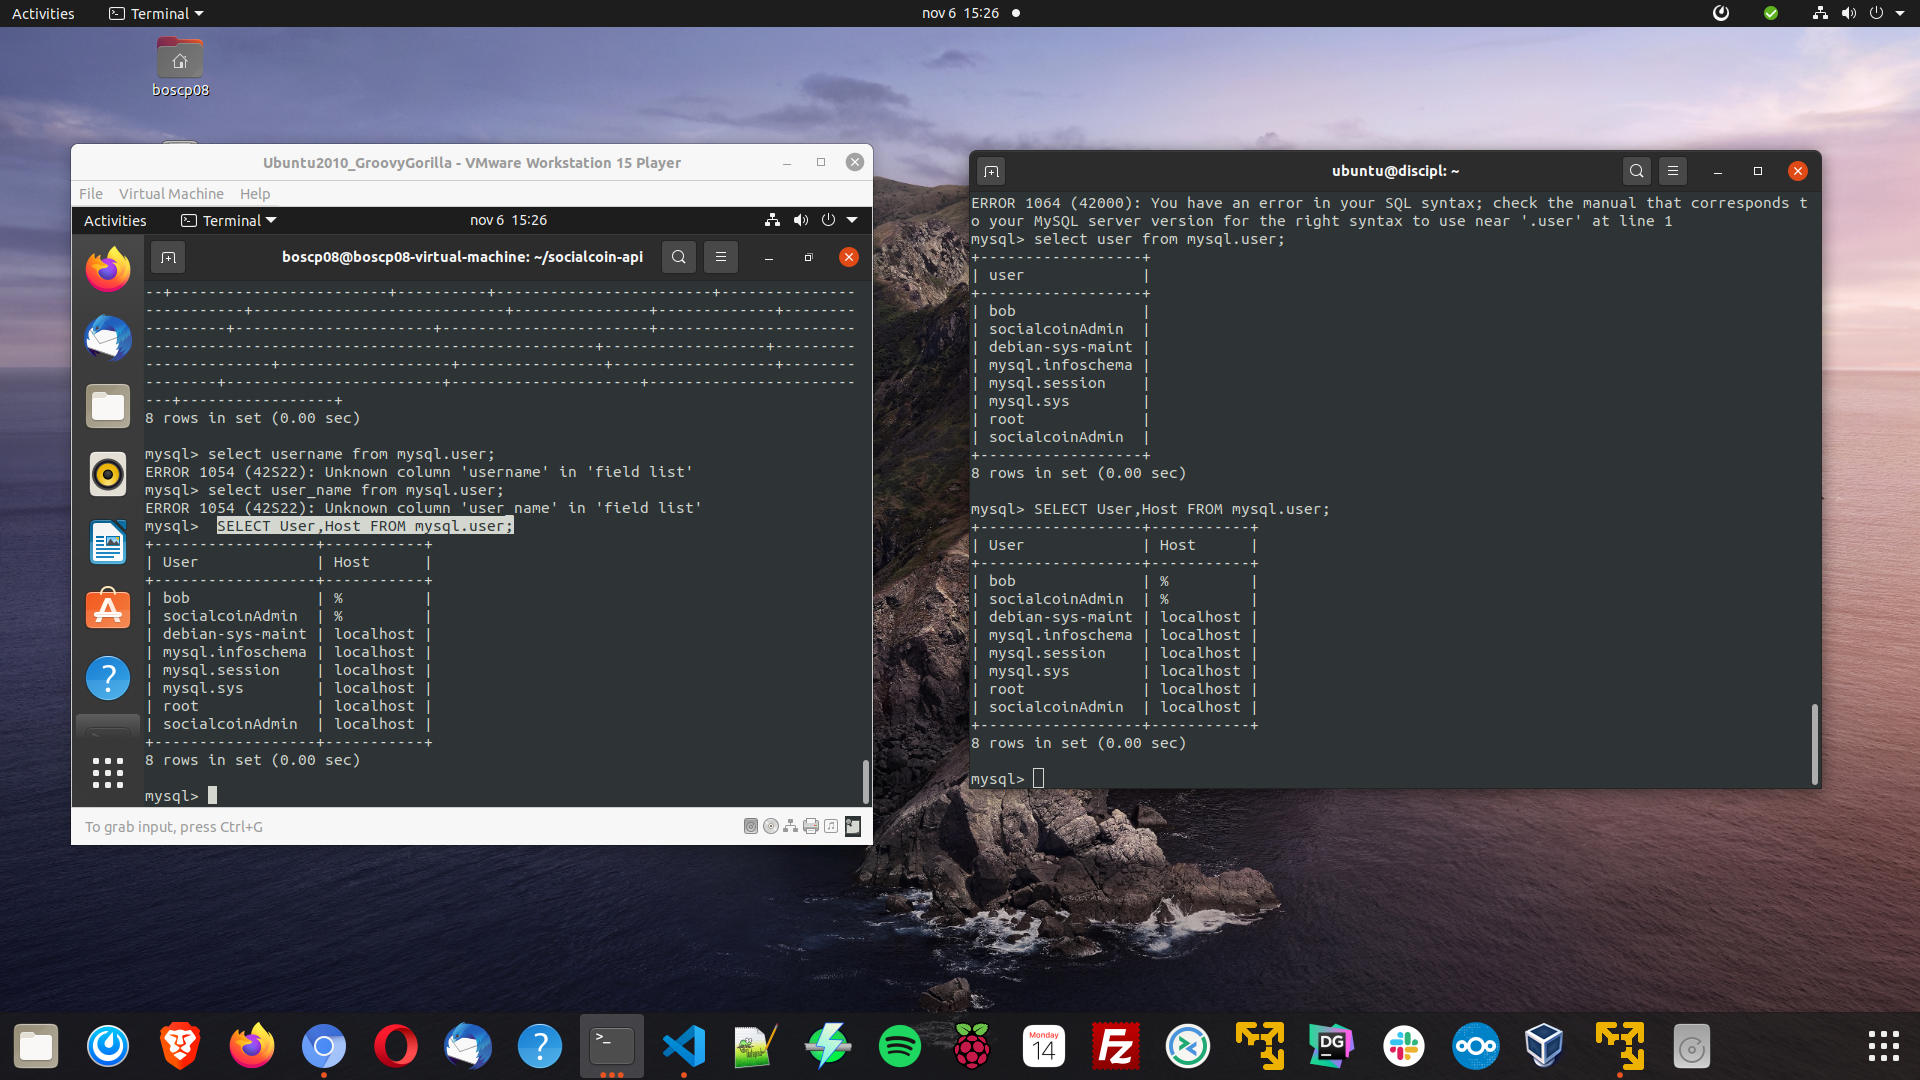 Activities
Terminal
nov 6 15:26
boscp08
Ubuntu2010_GroovyGorilla - VMware Workstation 15 Player
File Virtual Machine Help
Activities
Terminal
nov 6 15:26
boscp08@boscp08-virtual-machine: ~/socialcoin-api
--+------------------------+----------+------------------------+---------------
-----------+----------------------------+---------------+-------------+--------
---------+----------------------+-----------------------+----------------------
--------------------------------------------------+------------------+---------
--------------+-------------------+----------------+------------------+--------
--------+------------------------+---------------------+-----------------------
---+-----------------+
8 rows in set (0.00 sec)
mysql> select username from mysql.user;
ERROR 1054 (42S22): Unknown column 'username' in 'field list'
mysql> select user_name from mysql.user;
ERROR 1054 (42S22): Unknown column 'user_name' in 'field list'
mysql>  SELECT User,Host FROM mysql.user;
+------------------+-----------+
| User             | Host      |
+------------------+-----------+
| bob              | %         |
| socialcoinAdmin  | %         |
| debian-sys-maint | localhost |
| mysql.infoschema | localhost |
| mysql.session    | localhost |
| mysql.sys        | localhost |
| root             | localhost |
| socialcoinAdmin  | localhost |
+------------------+-----------+
8 rows in set (0.00 sec)
mysql>
To grab input, press Ctrl+G
ubuntu@discipl: ~
ERROR 1064 (42000): You have an error in your SQL syntax; check the manual that corresponds t
o your MySQL server version for the right syntax to use near '.user' at line 1
mysql> select user from mysql.user;
+------------------+
| user             |
+------------------+
| bob              |
| socialcoinAdmin  |
| debian-sys-maint |
| mysql.infoschema |
| mysql.session    |
| mysql.sys        |
| root             |
| socialcoinAdmin  |
+------------------+
8 rows in set (0.00 sec)
mysql> SELECT User,Host FROM mysql.user;
+------------------+-----------+
| User             | Host      |
+------------------+-----------+
| bob              | %         |
| socialcoinAdmin  | %         |
| debian-sys-maint | localhost |
| mysql.infoschema | localhost |
| mysql.session    | localhost |
| mysql.sys        | localhost |
| root             | localhost |
| socialcoinAdmin  | localhost |
+------------------+-----------+
8 rows in set (0.00 sec)
mysql>
>_
Monday
14
FZ
DG